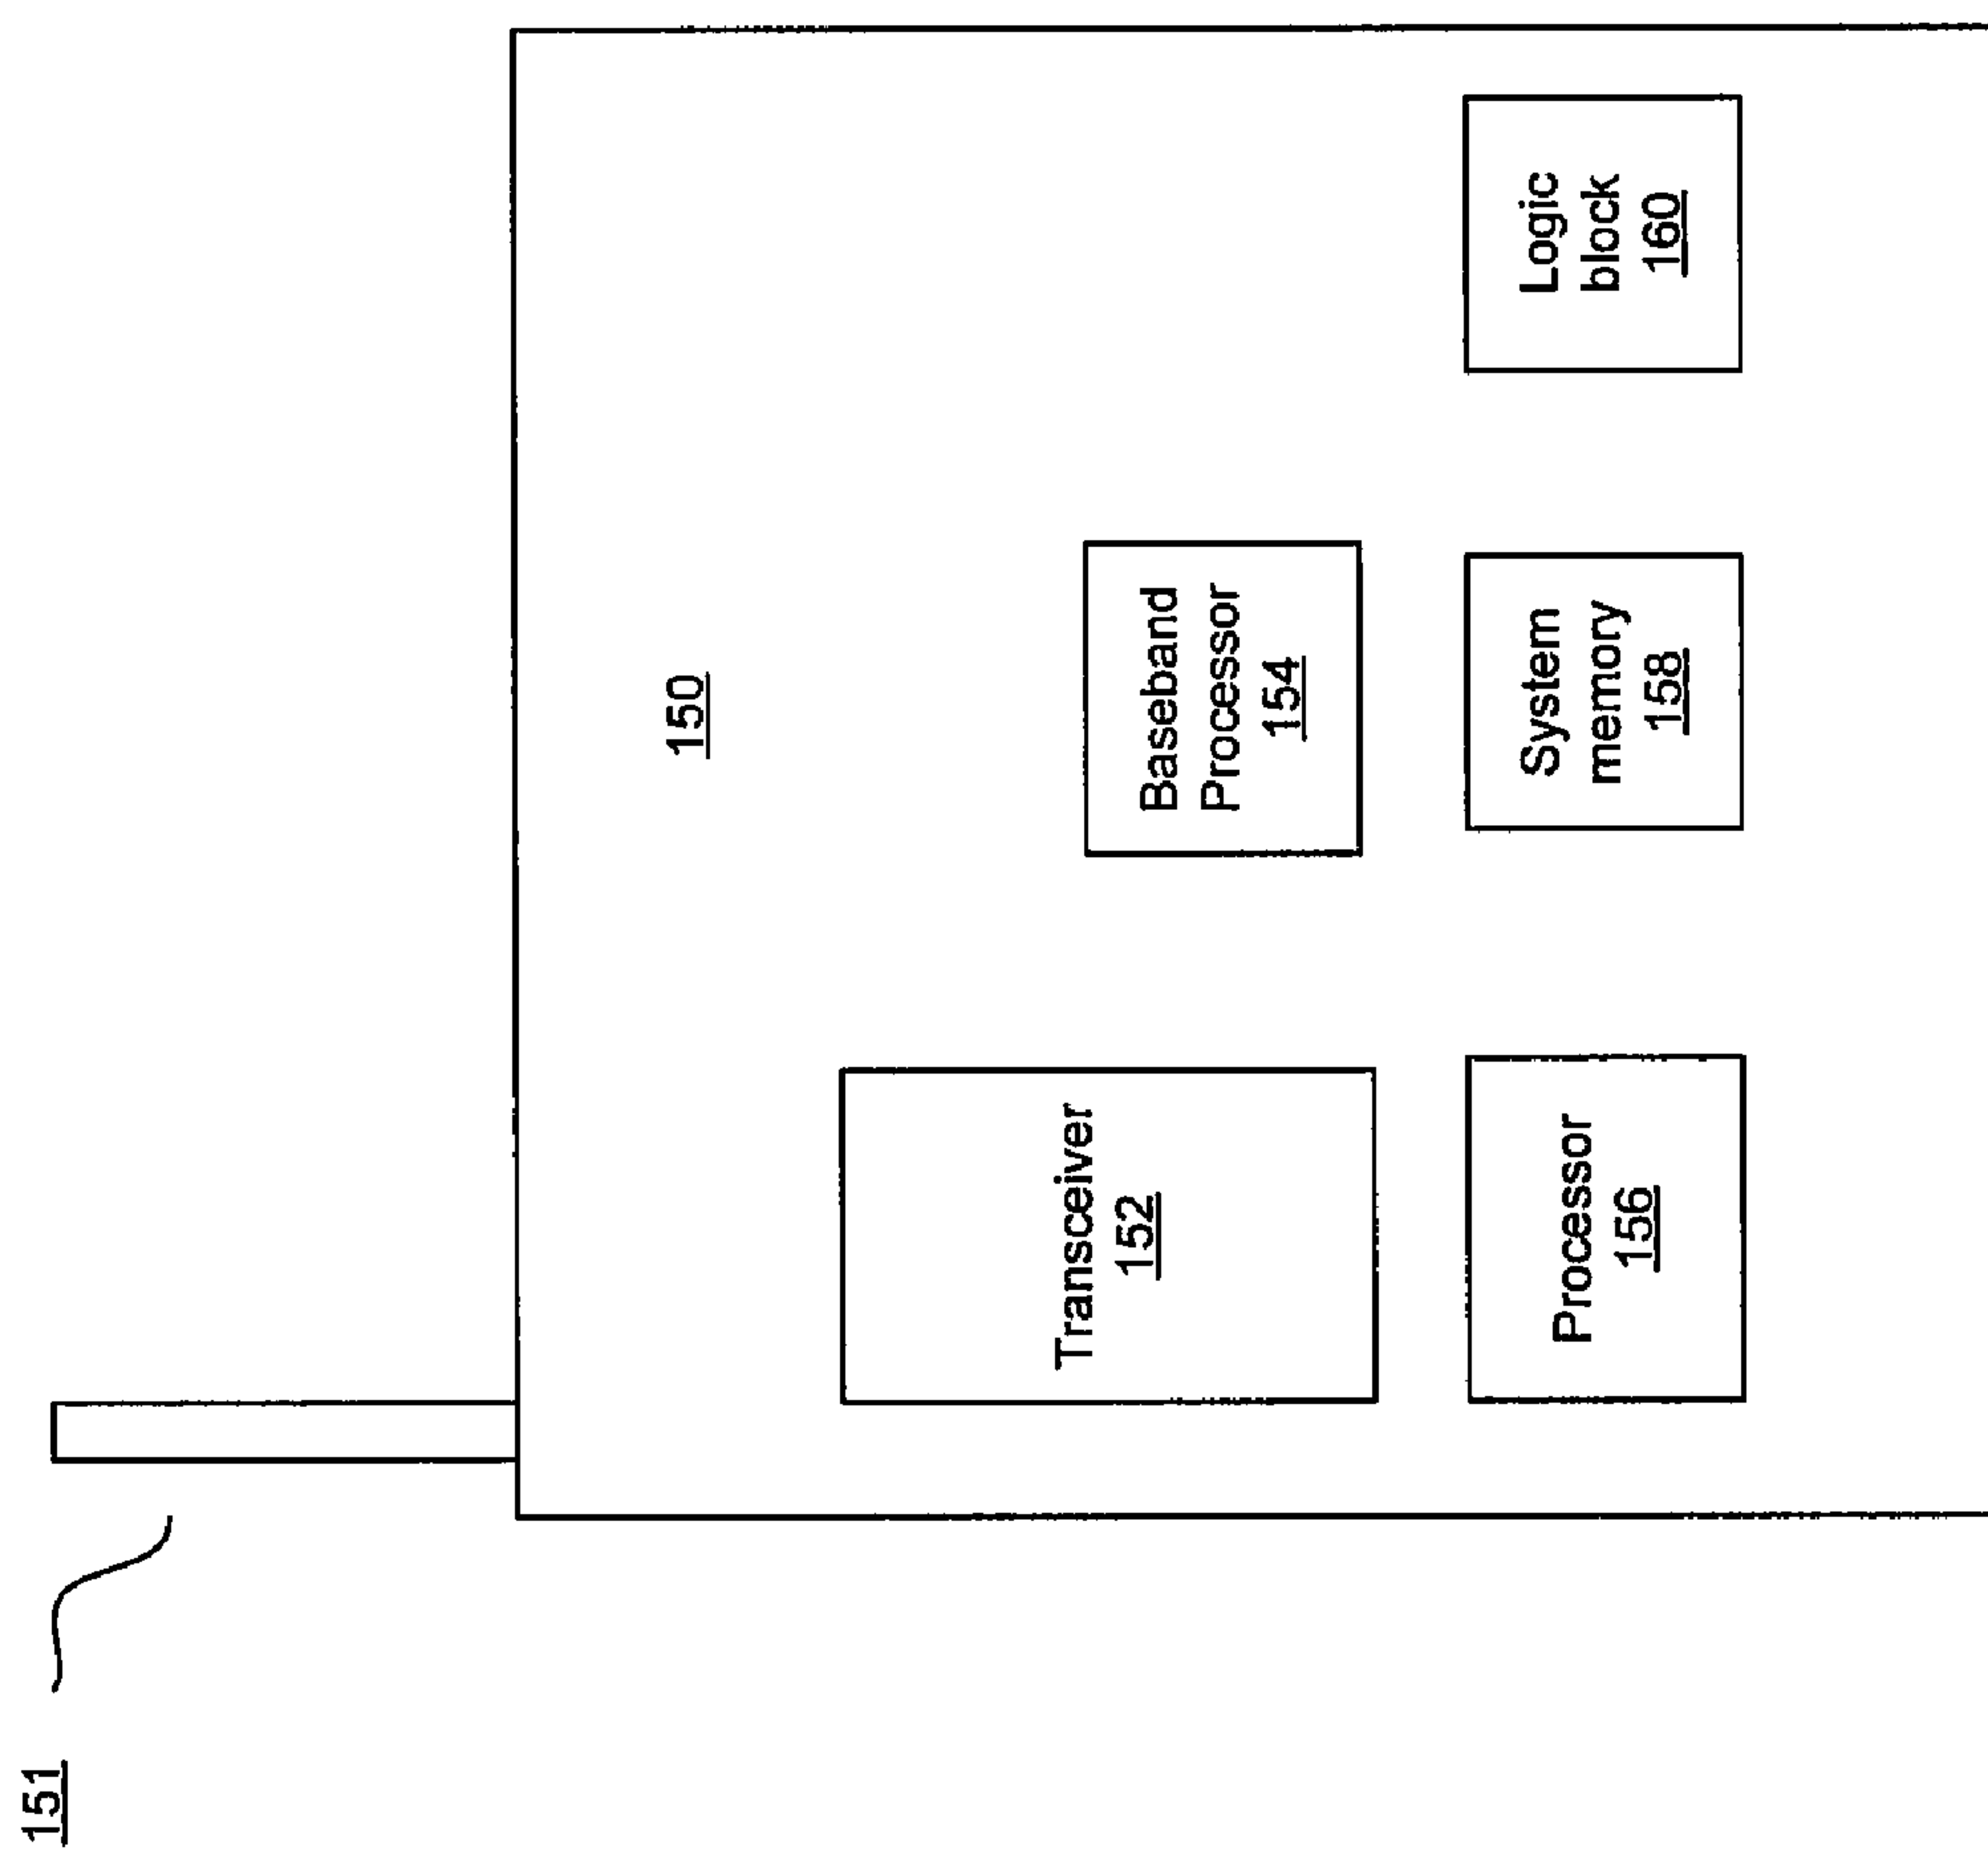 151
150
Transceiver
152
Baseband
Processor
154
Processor
156
System
memory
158
Logic
block
160